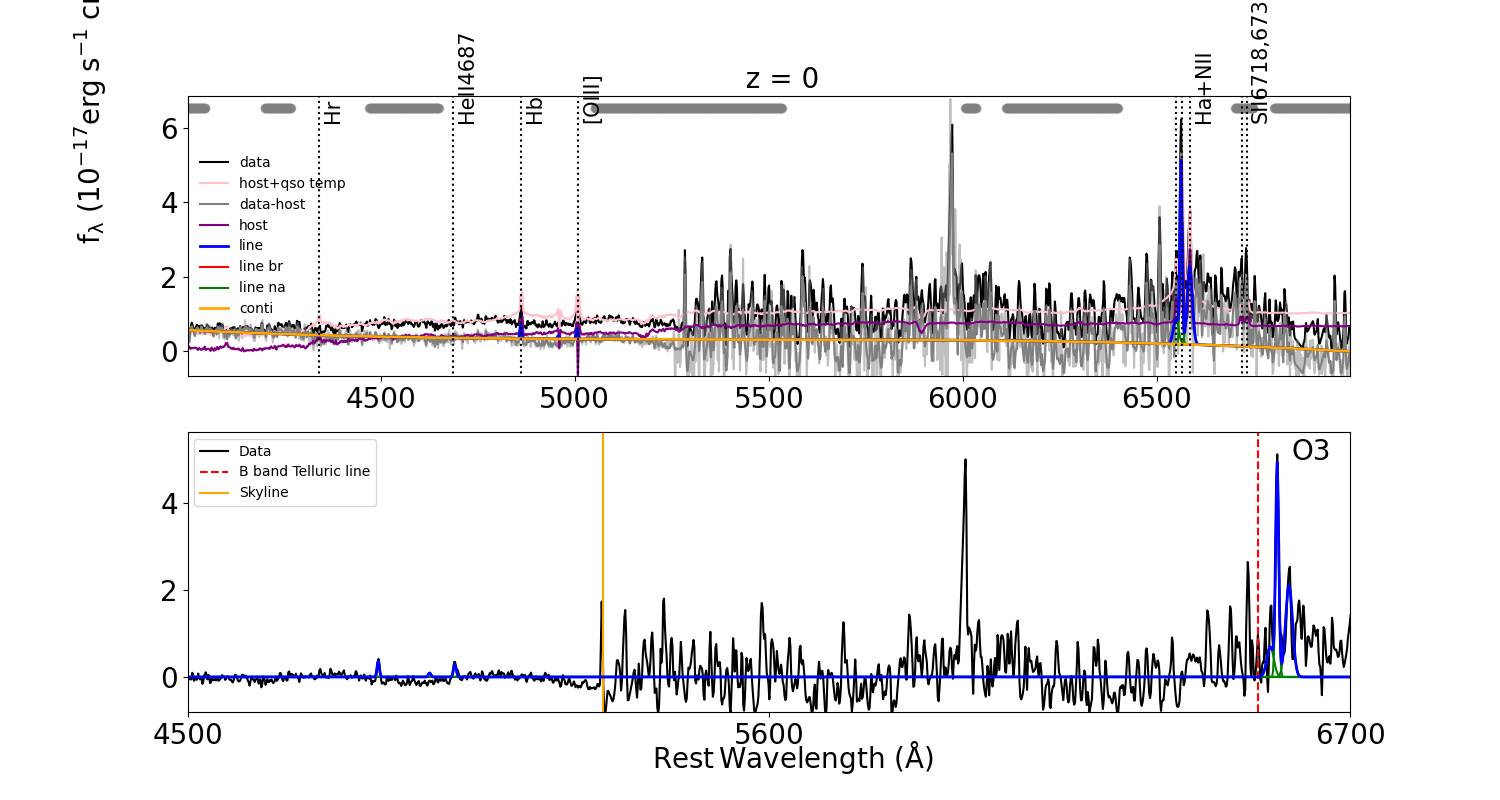 z = 0
f_λ (10^−17 erg s^−1 c
Hr
HeII4687
Hb
[OIII]
Ha+NII
SII6718,673
6
4
2
0
data
host+qso temp
data-host
host
line
line br
line na
conti
4500 5000 5500 6000 6500
Data
B band Telluric line
Skyline
O3
4
2
0
4500 5600 6700
Rest Wavelength (Å)